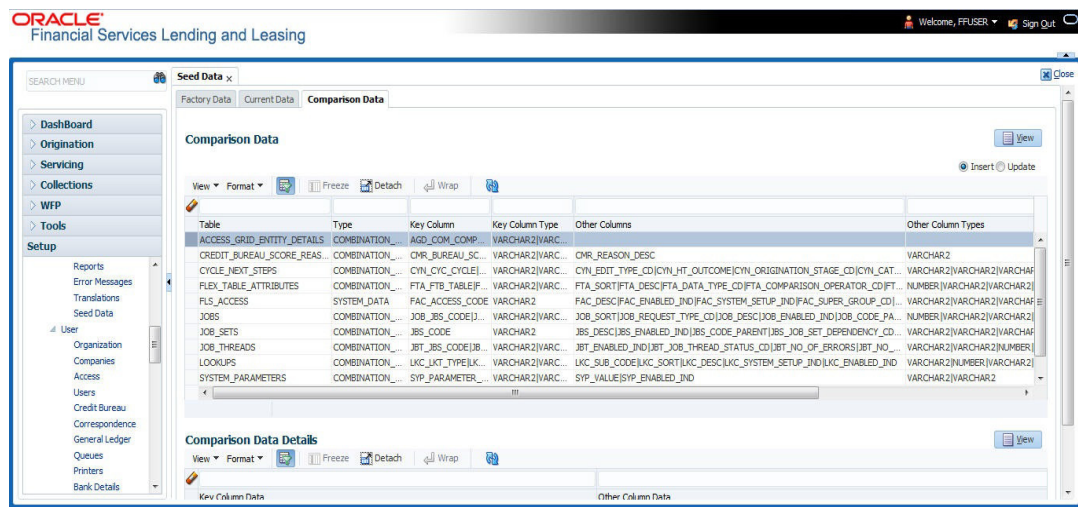 ORACLE
Financial Services Lending and Leasing
Welcome, FFUSER Sign Out
SEARCH MENU
Seed Data x
Close
Factory Data Current Data Comparison Data
DashBoard
Origination
Servicing
Collections
WFP
Tools
Setup
Reports
Error Messages
Translations
Seed Data
User
Organization
Companies
Access
Users
Credit Bureau
Correspondence
General Ledger
Queues
Printers
Bank Details
Comparison Data
View
Insert Update
View Format Freeze Detach Wrap
Table Type Key Column Key Column Type Other Columns Other Column Types
ACCESS_GRID_ENTITY_DETAILS COMBINATION_... AGD_COM_COMP... VARCHAR2|VARC...
CREDIT_BUREAU_SCORE_REAS... COMBINATION_... CMR_BUREAU_SC... VARCHAR2|VARC... CMR_REASON_DESC VARCHAR2
CYCLE_NEXT_STEPS COMBINATION_... CYN_CYC_CYCLE|... VARCHAR2|VARC... CYN_EDIT_TYPE_CD|CYN_HT_OUTCOME|CYN_ORIGINATION_STAGE_CD|CYN_CAT... VARCHAR2|VARCHAR2|VARCHAR
FLEX_TABLE_ATTRIBUTES COMBINATION_... FTA_FTB_TABLE|F... VARCHAR2|VARC... FTA_SORT|FTA_DESC|FTA_DATA_TYPE_CD|FTA_COMPARISON_OPERATOR_CD|FT... NUMBER|VARCHAR2|VARCHAR2|
FLS_ACCESS SYSTEM_DATA FAC_ACCESS_CODE VARCHAR2 FAC_DESC|FAC_ENABLED_IND|FAC_SYSTEM_SETUP_IND|FAC_SUPER_GROUP_CD|... VARCHAR2|VARCHAR2|VARCHAR
JOBS COMBINATION_... JOB_JBS_CODE|J... VARCHAR2|VARC... JOB_SORT|JOB_REQUEST_TYPE_CD|JOB_DESC|JOB_ENABLED_IND|JOB_CODE_PA... NUMBER|VARCHAR2|VARCHAR2|
JOB_SETS COMBINATION_... JBS_CODE VARCHAR2 JBS_DESC|JBS_ENABLED_IND|JBS_CODE_PARENT|JBS_JOB_SET_DEPENDENCY_CD... VARCHAR2|VARCHAR2|VARCHAR
JOB_THREADS COMBINATION_... JBT_JBS_CODE|JB... VARCHAR2|VARC... JBT_ENABLED_IND|JBT_JOB_THREAD_STATUS_CD|JBT_NO_OF_ERRORS|JBT_NO_... VARCHAR2|VARCHAR2|NUMBER|
LOOKUPS COMBINATION_... LKC_LKT_TYPE|LK... VARCHAR2|VARC... LKC_SUB_CODE|LKC_SORT|LKC_DESC|LKC_SYSTEM_SETUP_IND|LKC_ENABLED_IND VARCHAR2|NUMBER|VARCHAR2|
SYSTEM_PARAMETERS COMBINATION_... SYP_PARAMETER_... VARCHAR2|VARC... SYP_VALUE|SYP_ENABLED_IND VARCHAR2|VARCHAR2
Comparison Data Details
View
View Format Freeze Detach Wrap
Key Column Data Other Column Data